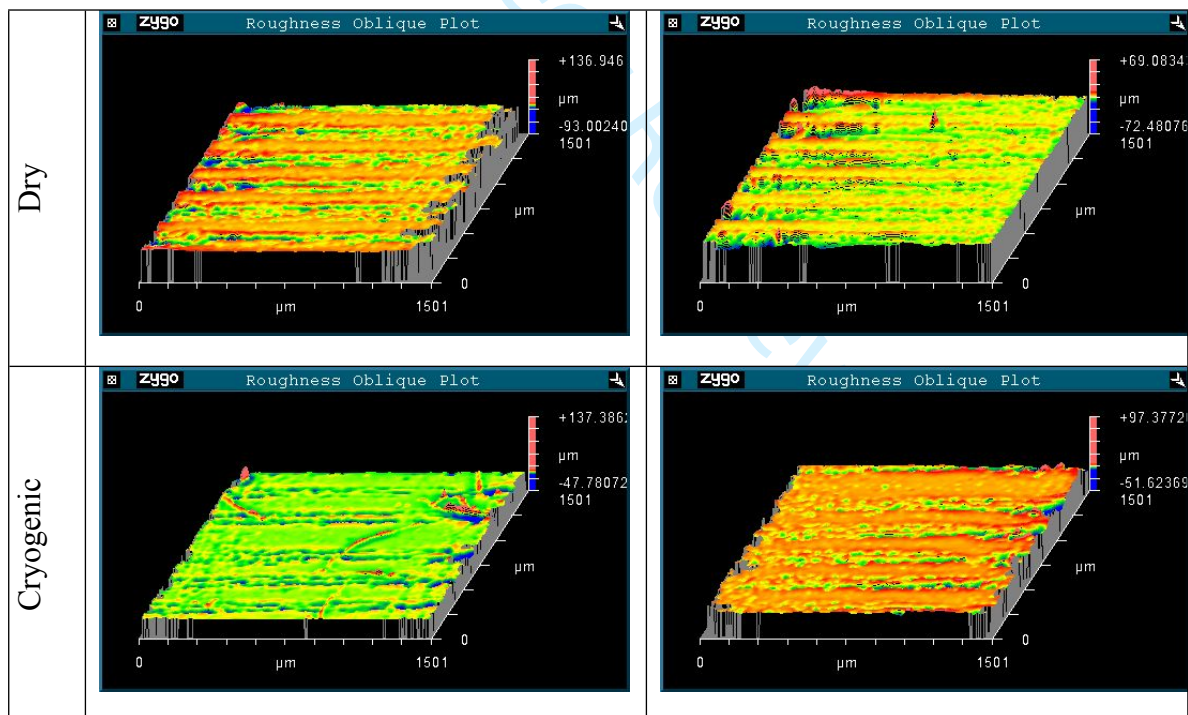 Dry
zygo Roughness Oblique Plot
+136.946
μm
-93.00240
1501
μm
0
0 μm 1501
zygo Roughness Oblique Plot
+69.0834
μm
-72.48076
1501
μm
0
0 μm 1501
Cryogenic
zygo Roughness Oblique Plot
+137.386
μm
-47.78072
1501
μm
0
0 μm 1501
zygo Roughness Oblique Plot
+97.3772
μm
-51.62369
1501
μm
0
0 μm 1501